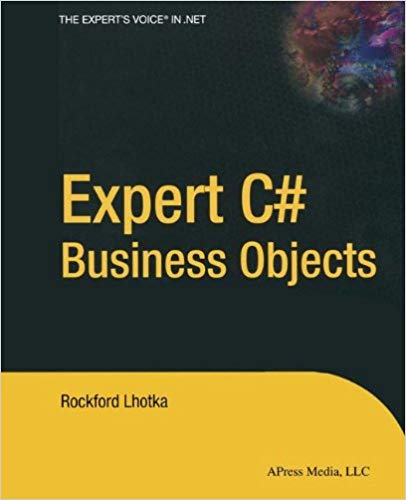 THE EXPERT'S VOICE® IN .NET
Expert C#
Business Objects
Rockford Lhotka
APress Media, LLC